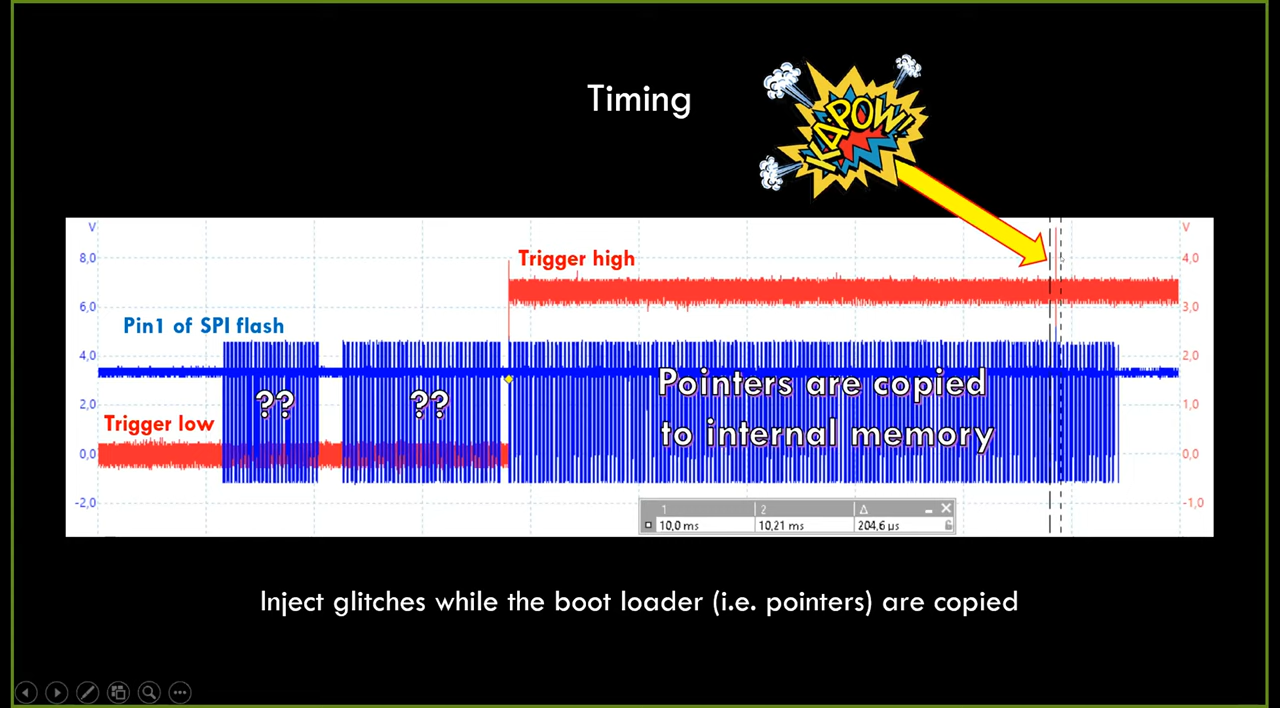 Timing
KAPOW!
V
V
8,0
6,0
4,0
2,0
0,0
-2,0
4,0
3,0
2,0
1,0
0,0
-1,0
Trigger high
Pin1 of SPI flash
Trigger low
??
??
Pointers are copied
to internal memory
1 2 Δ
10,0 ms 10,21 ms 204,6 µs
Inject glitches while the boot loader (i.e. pointers) are copied